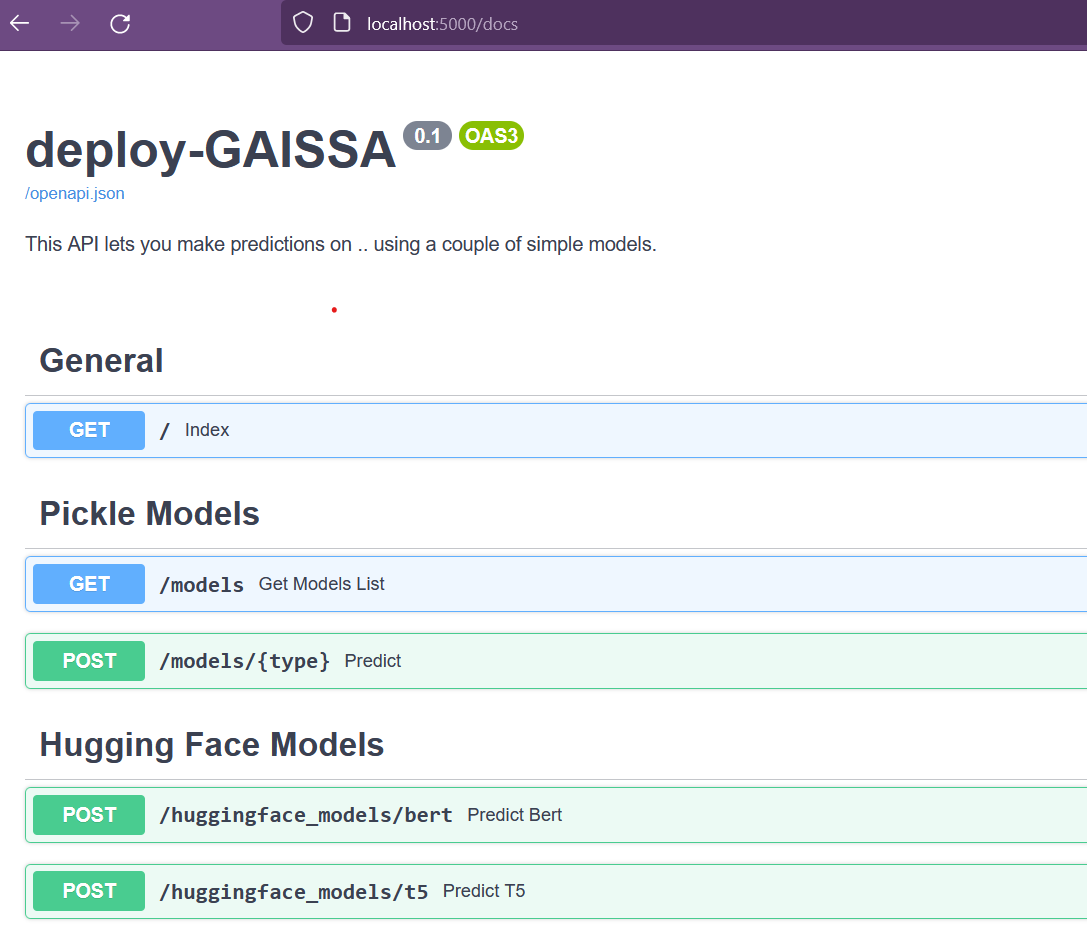 localhost:5000/docs
deploy-GAISSA 0.1 OAS3
/openapi.json
This API lets you make predictions on .. using a couple of simple models.
General
GET / Index
Pickle Models
GET /models Get Models List
POST /models/{type} Predict
Hugging Face Models
POST /huggingface_models/bert Predict Bert
POST /huggingface_models/t5 Predict T5